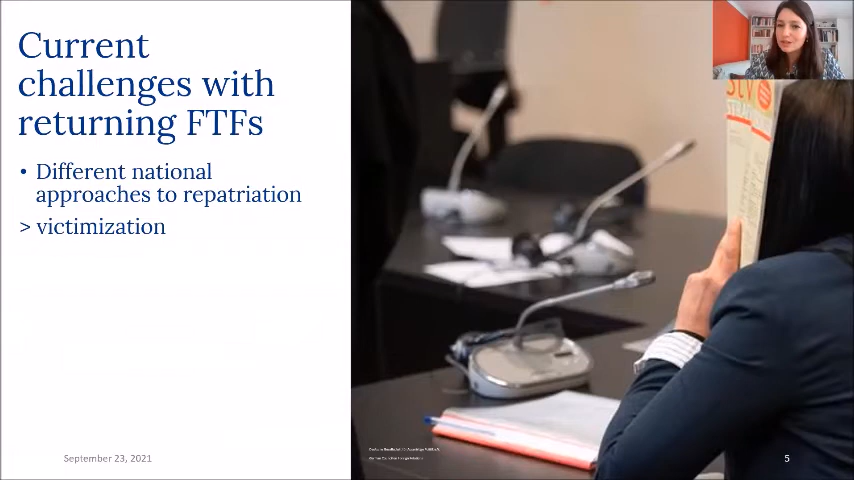 Current
challenges with
returning FTFs
• Different national
approaches to repatriation
> victimization
September 23, 2021
5